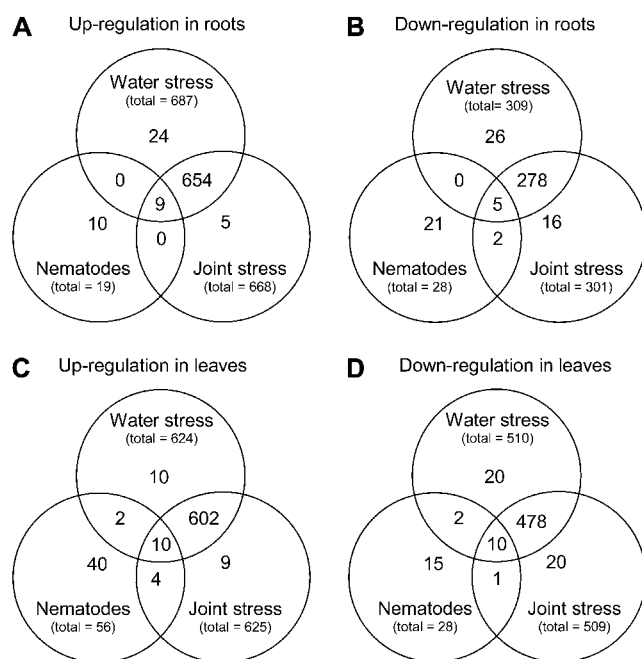 A Up-regulation in roots
Water stress
(total = 687)
24
0 654
9
10 0 5
Nematodes Joint stress
(total = 19) (total = 668)
B Down-regulation in roots
Water stress
(total= 309)
26
0 278
5
21 2 16
Nematodes Joint stress
(total = 28) (total = 301)
C Up-regulation in leaves
Water stress
(total = 624)
10
2 602
10
40 4 9
Nematodes Joint stress
(total = 56) (total = 625)
D Down-regulation in leaves
Water stress
(total = 510)
20
2 478
10
15 1 20
Nematodes Joint stress
(total = 28) (total = 509)